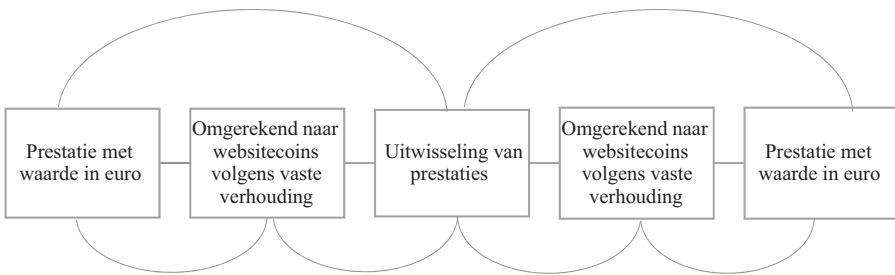 Prestatie met
waarde in euro
Omgerekend naar
websitecoins
volgens vaste
verhouding
Uitwisseling van
prestaties
Omgerekend naar
websitecoins
volgens vaste
verhouding
Prestatie met
waarde in euro